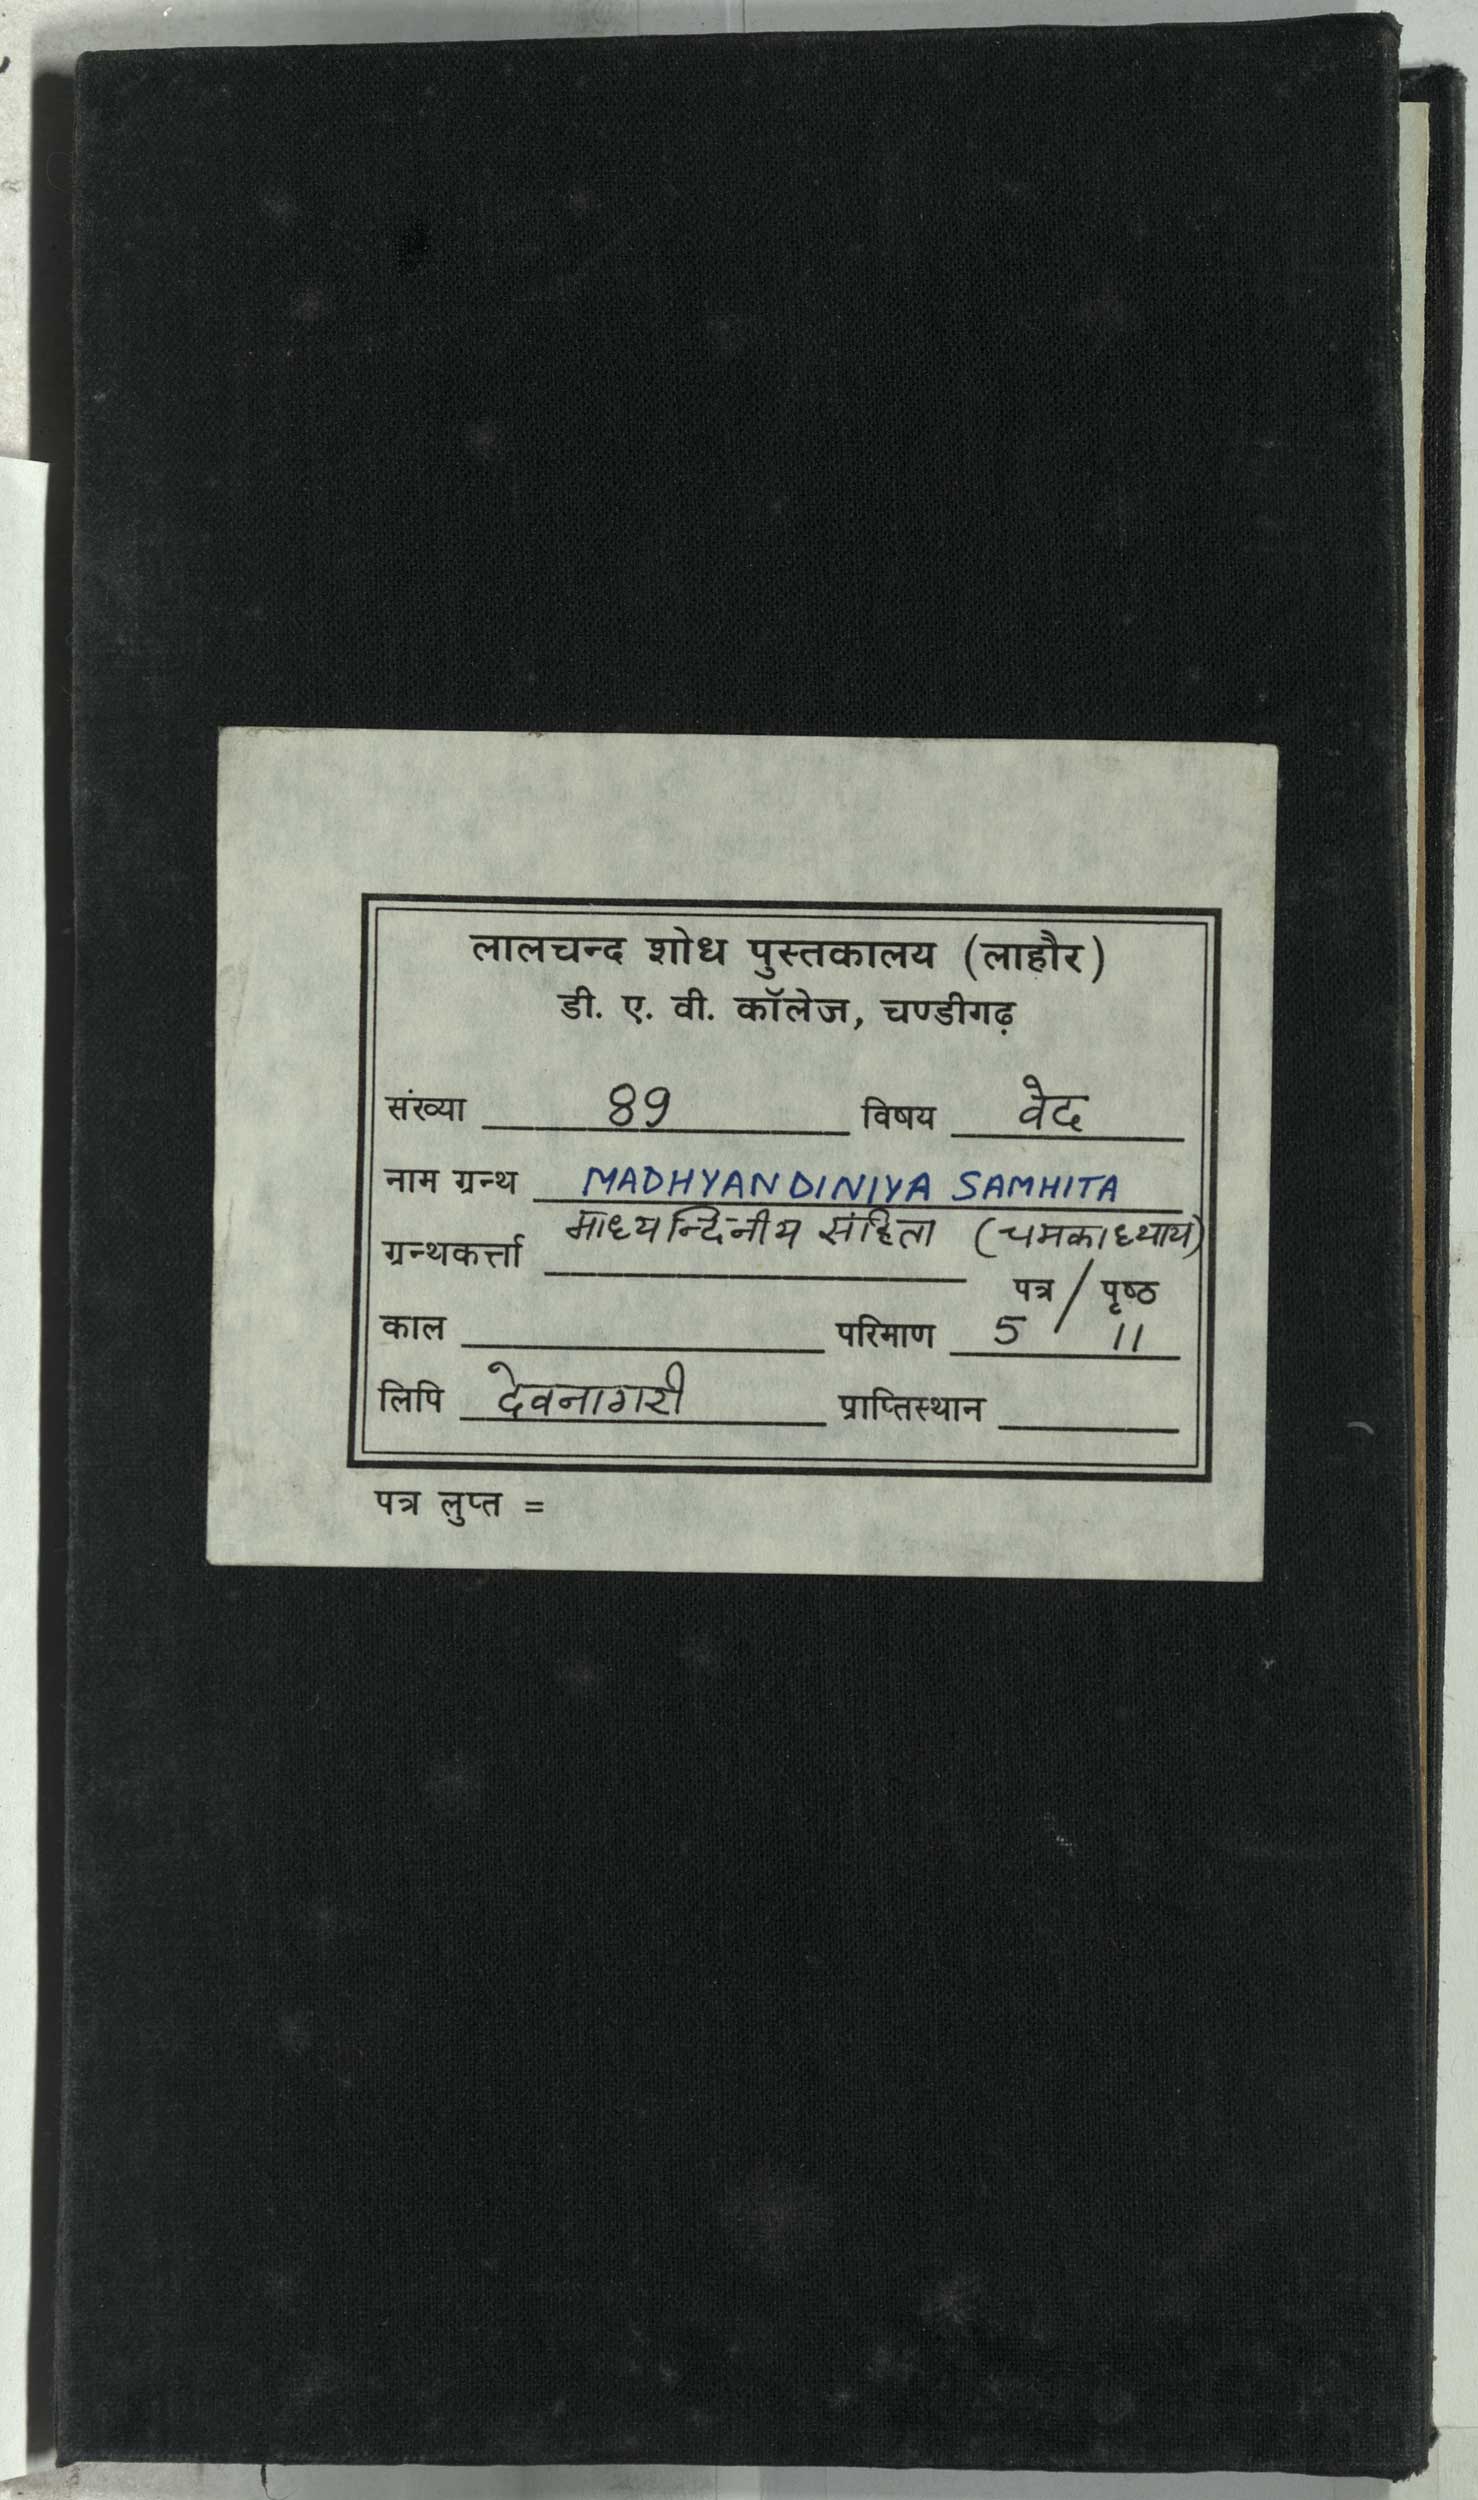 लालचन्द शोध पुस्तकालय (लाहौर)
डी. ए. वी. कॉलेज, चण्डीगढ़
संख्या 89 विषय वेद
नाम ग्रन्थ MADHYANDINIYA SAMHITA
माध्यन्दिनीय संहिता (चमकाध्याय)
ग्रन्थकर्त्ता
पत्र / पृष्ठ
काल परिमाण 5 / 11
लिपि देवनागरी प्राप्तिस्थान
पत्र लुप्त =